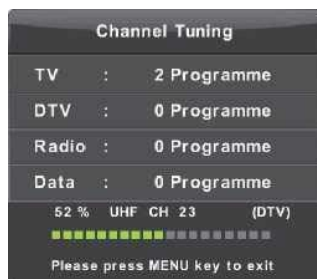 Channel Tuning
TV : 2 Programme
DTV : 0 Programme
Radio : 0 Programme
Data : 0 Programme
52 % UHF CH 23 (DTV)
Please press MENU key to exit